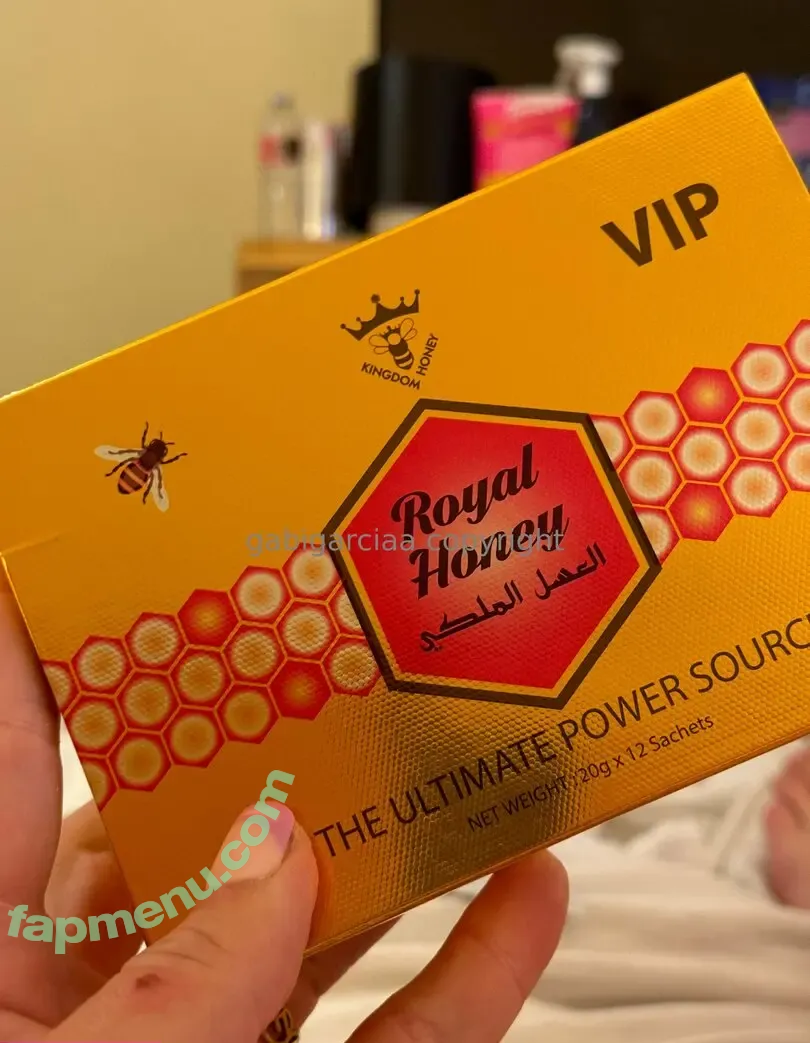 VIP
KINGDOM HONEY
Royal
Honey
العسل الملكي
gabigarciaa copyright
THE ULTIMATE POWER SOURC
NET WEIGHT: 20g x 12 Sachets
fapmenu.com